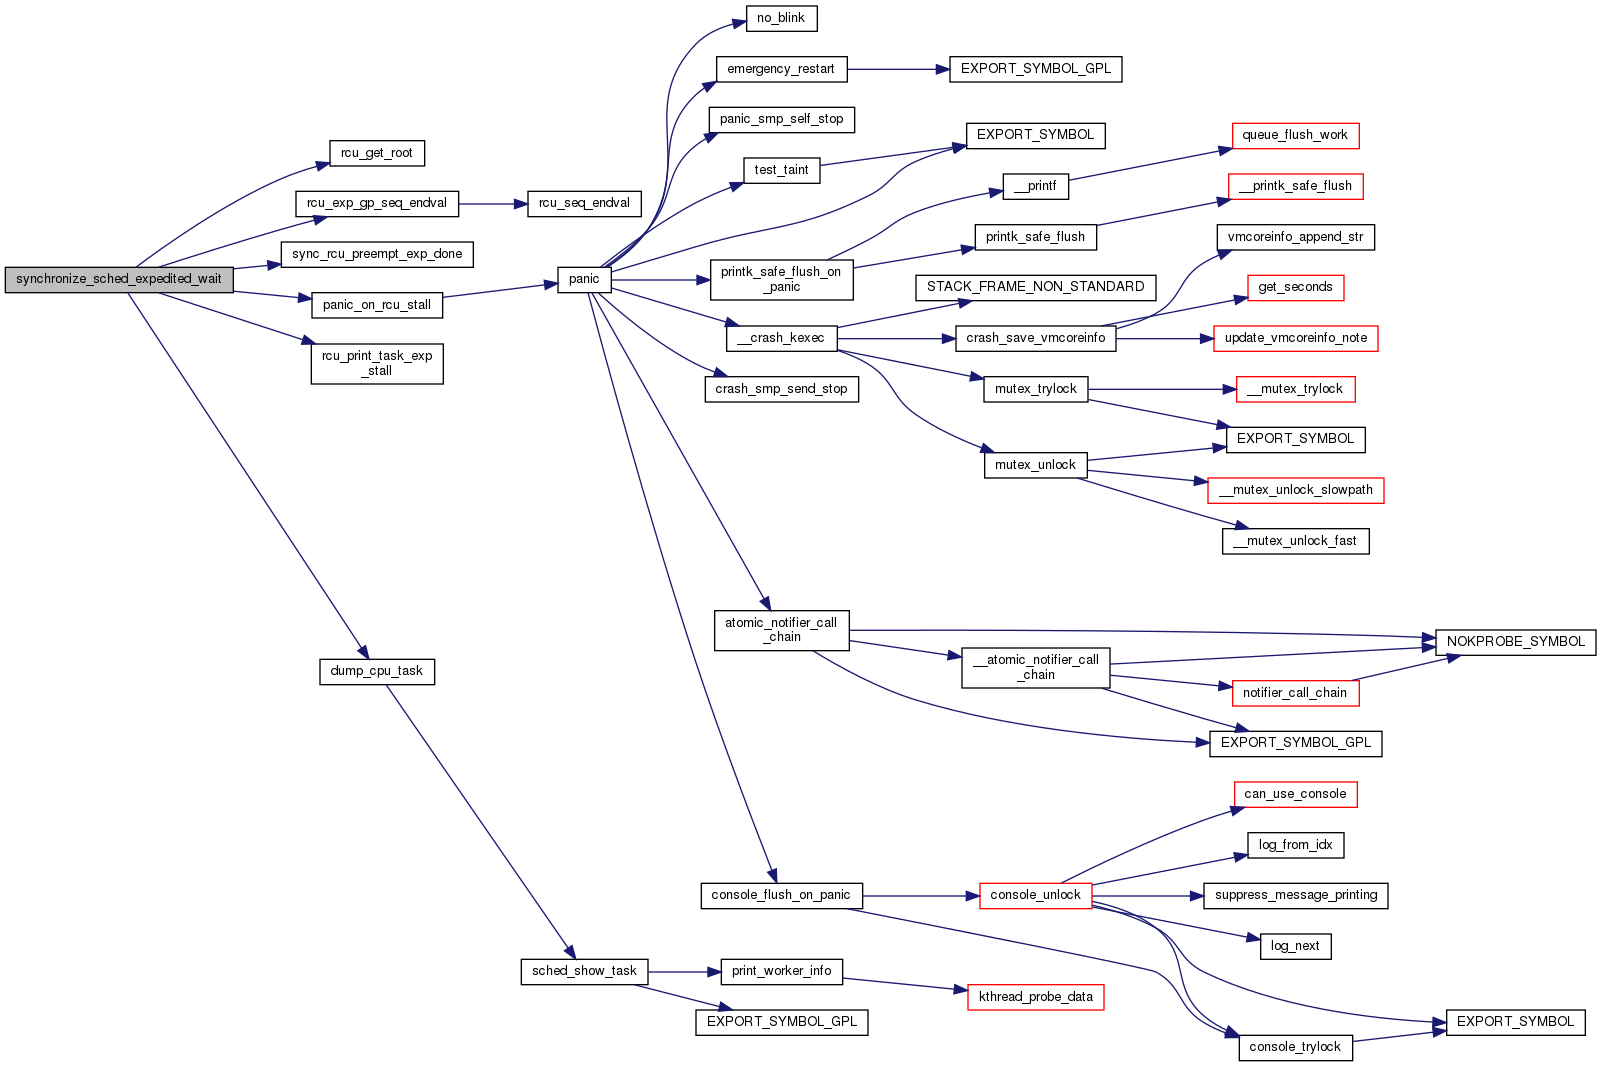 no_blink
emergency_restart
EXPORT_SYMBOL_GPL
panic_smp_self_stop
EXPORT_SYMBOL
queue_flush_work
rcu_get_root
test_taint
__printf
__printk_safe_flush
rcu_exp_gp_seq_endval
rcu_seq_endval
printk_safe_flush
vmcoreinfo_append_str
sync_rcu_preempt_exp_done
synchronize_sched_expedited_wait
panic
printk_safe_flush_on
_panic
STACK_FRAME_NON_STANDARD
get_seconds
panic_on_rcu_stall
__crash_kexec
crash_save_vmcoreinfo
update_vmcoreinfo_note
rcu_print_task_exp
_stall
crash_smp_send_stop
mutex_trylock
__mutex_trylock
EXPORT_SYMBOL
mutex_unlock
__mutex_unlock_slowpath
__mutex_unlock_fast
atomic_notifier_call
_chain
NOKPROBE_SYMBOL
dump_cpu_task
__atomic_notifier_call
_chain
notifier_call_chain
EXPORT_SYMBOL_GPL
can_use_console
log_from_idx
console_flush_on_panic
console_unlock
suppress_message_printing
log_next
sched_show_task
print_worker_info
kthread_probe_data
EXPORT_SYMBOL_GPL
EXPORT_SYMBOL
console_trylock